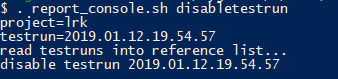 $ . report_console.sh disabletestrun
project=lrk
testrun=2019.01.12.19.54.57
read testruns into reference list...
disable testrun 2019.01.12.19.54.57